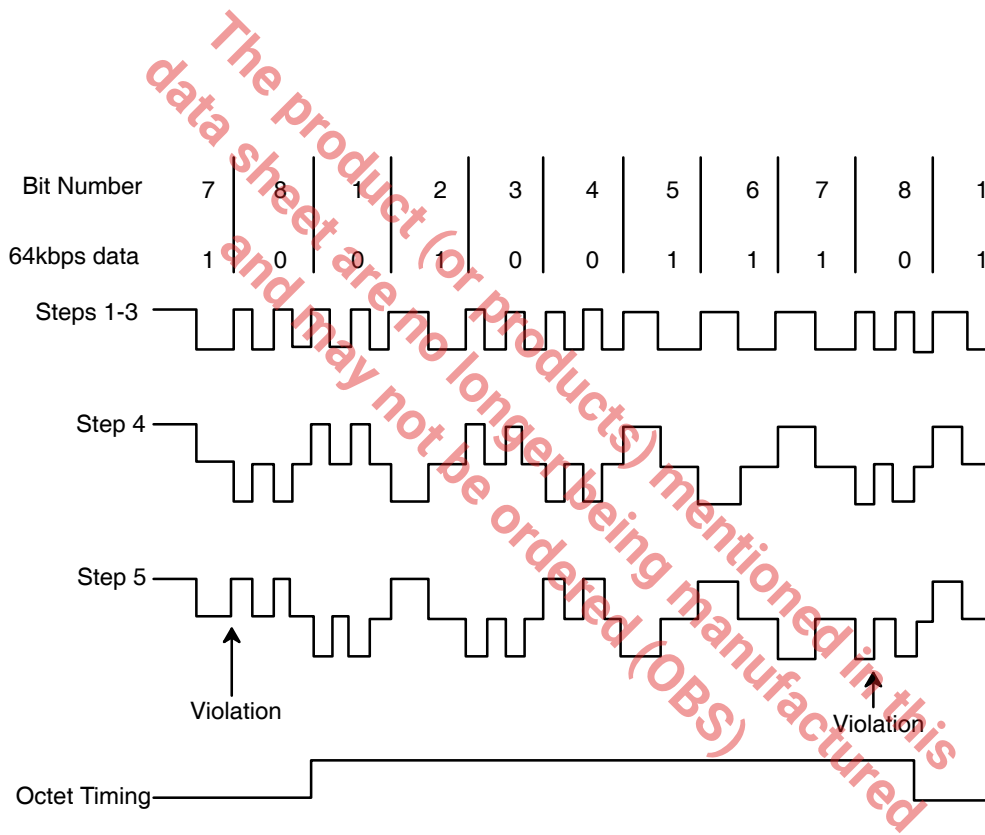 The product (or products) mentioned in this
data sheet are no longer being manufactured
and may not be ordered (OBS)
Bit Number 7 8 1 2 3 4 5 6 7 8 1
64kbps data 1 0 0 1 0 0 1 1 1 0 1
Steps 1-3
Step 4
Step 5
Violation
Violation
Octet Timing